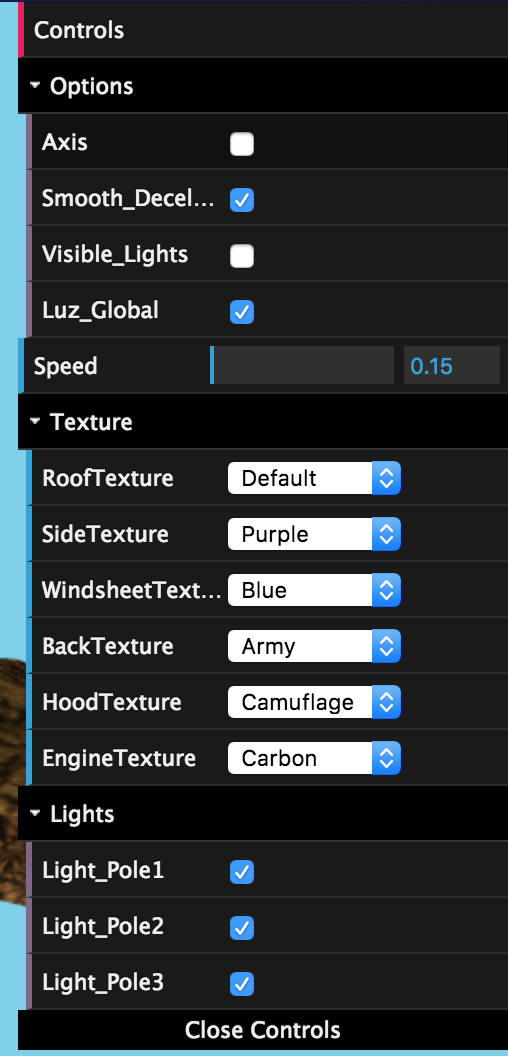 Controls
Options
Axis
Smooth_Decel...
Visible_Lights
Luz_Global
Speed 0.15
Texture
RoofTexture Default
SideTexture Purple
WindsheetText... Blue
BackTexture Army
HoodTexture Camuflage
EngineTexture Carbon
Lights
Light_Pole1
Light_Pole2
Light_Pole3
Close Controls